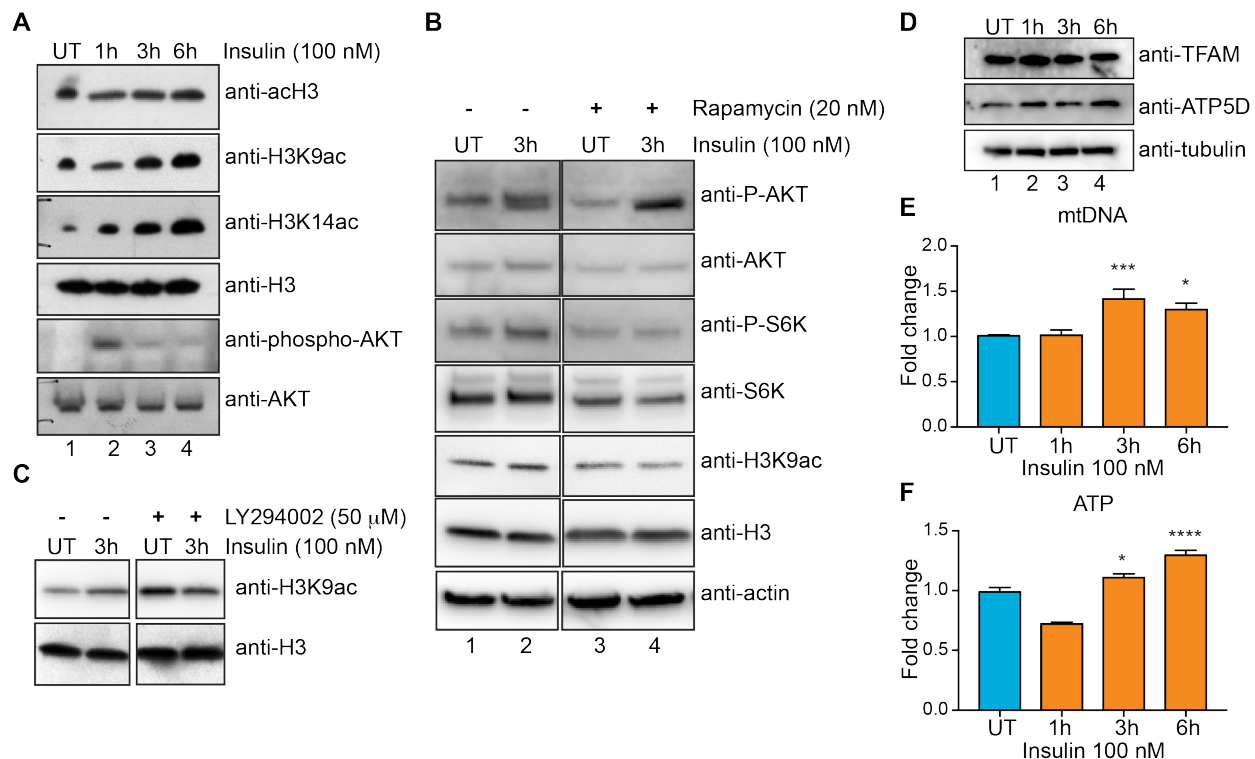 A
UT 1h 3h 6h Insulin (100 nM)
anti-acH3
anti-H3K9ac
anti-H3K14ac
anti-H3
anti-phospho-AKT
anti-AKT
1 2 3 4
B
- - + + Rapamycin (20 nM)
UT 3h UT 3h Insulin (100 nM)
anti-P-AKT
anti-AKT
anti-P-S6K
anti-S6K
anti-H3K9ac
anti-H3
anti-actin
1 2 3 4
C
- - + + LY294002 (50 μM)
UT 3h UT 3h Insulin (100 nM)
anti-H3K9ac
anti-H3
D
UT 1h 3h 6h
anti-TFAM
anti-ATP5D
anti-tubulin
1 2 3 4
E
mtDNA
Fold change
2.0
1.5
1.0
0.5
0.0
*** *
UT 1h 3h 6h
Insulin 100 nM
F
ATP
Fold change
1.5
1.0
0.5
0.0
* ****
UT 1h 3h 6h
Insulin 100 nM